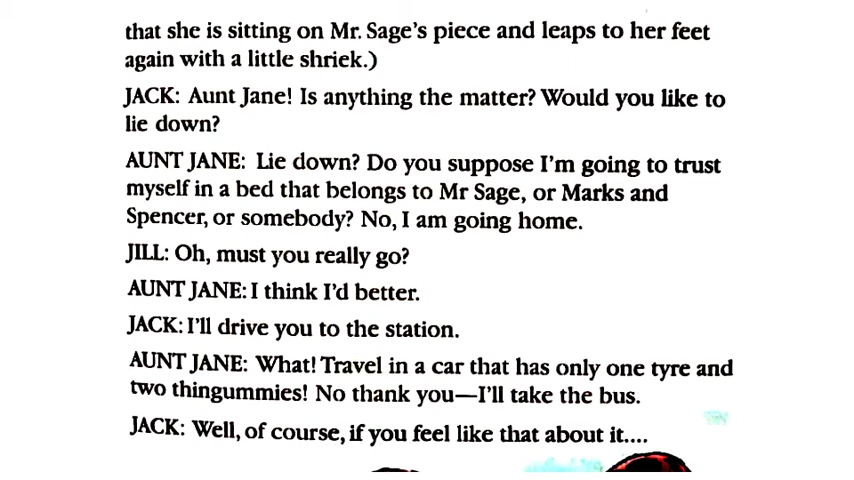 that she is sitting on Mr. Sage's piece and leaps to her feet
again with a little shriek.)
JACK: Aunt Jane! Is anything the matter? Would you like to
lie down?
AUNT JANE: Lie down? Do you suppose I'm going to trust
myself in a bed that belongs to Mr Sage, or Marks and
Spencer, or somebody? No, I am going home.
JILL: Oh, must you really go?
AUNT JANE: I think I'd better.
JACK: I'll drive you to the station.
AUNT JANE: What! Travel in a car that has only one tyre and
two thingummies! No thank you—I'll take the bus.
JACK: Well, of course, if you feel like that about it....